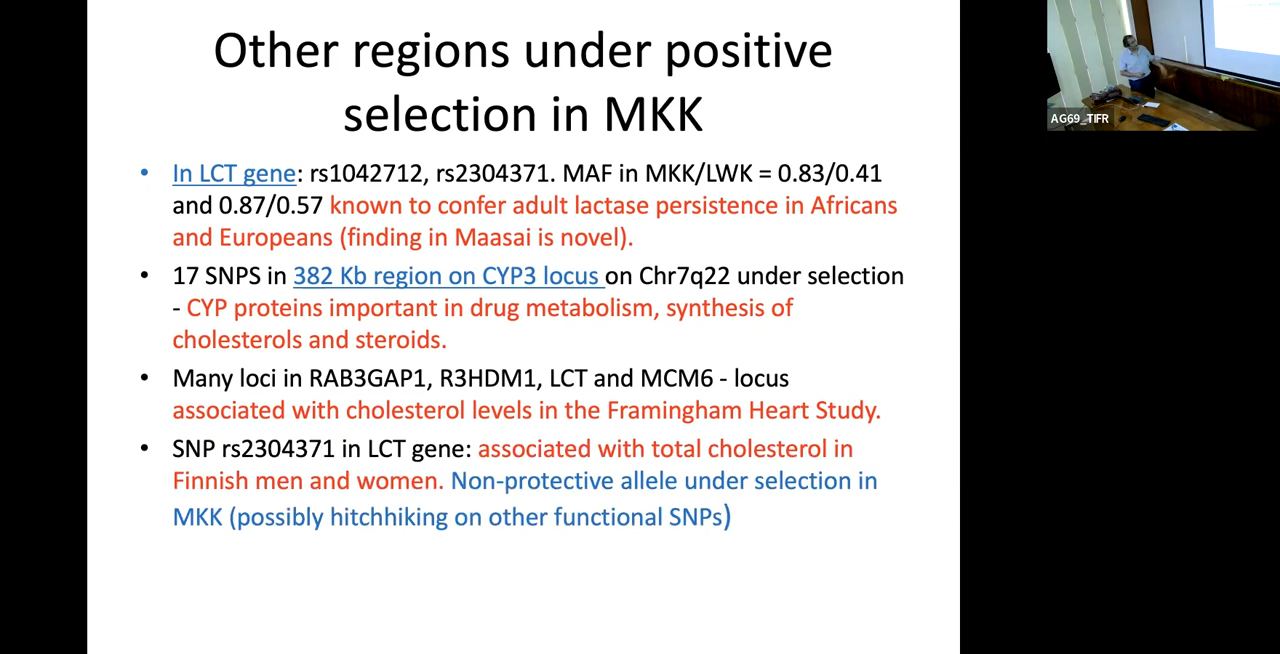 Other regions under positive
selection in MKK
• In LCT gene: rs1042712, rs2304371. MAF in MKK/LWK = 0.83/0.41
and 0.87/0.57 known to confer adult lactase persistence in Africans
and Europeans (finding in Maasai is novel).
• 17 SNPS in 382 Kb region on CYP3 locus on Chr7q22 under selection
- CYP proteins important in drug metabolism, synthesis of
cholesterols and steroids.
• Many loci in RAB3GAP1, R3HDM1, LCT and MCM6 - locus
associated with cholesterol levels in the Framingham Heart Study.
• SNP rs2304371 in LCT gene: associated with total cholesterol in
Finnish men and women. Non-protective allele under selection in
MKK (possibly hitchhiking on other functional SNPs)
AG69_TIFR